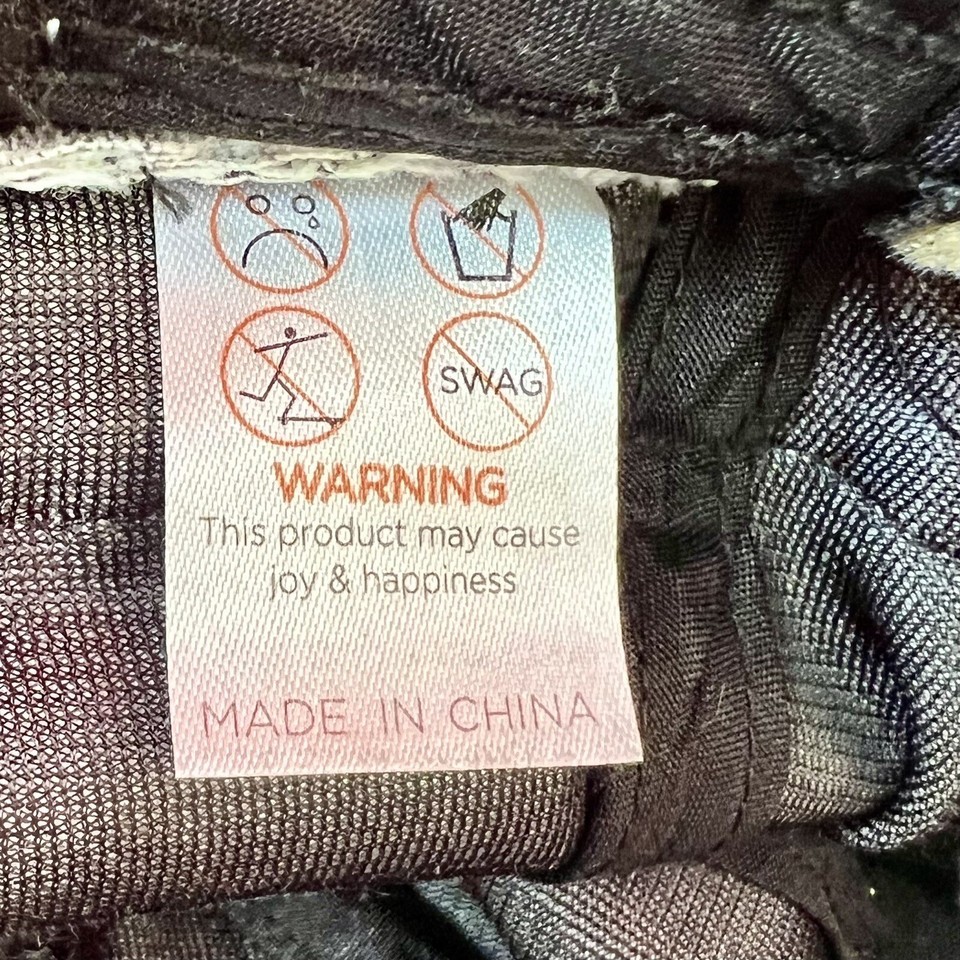 SWAG
WARNING
This product may cause
joy & happiness
MADE IN CHINA